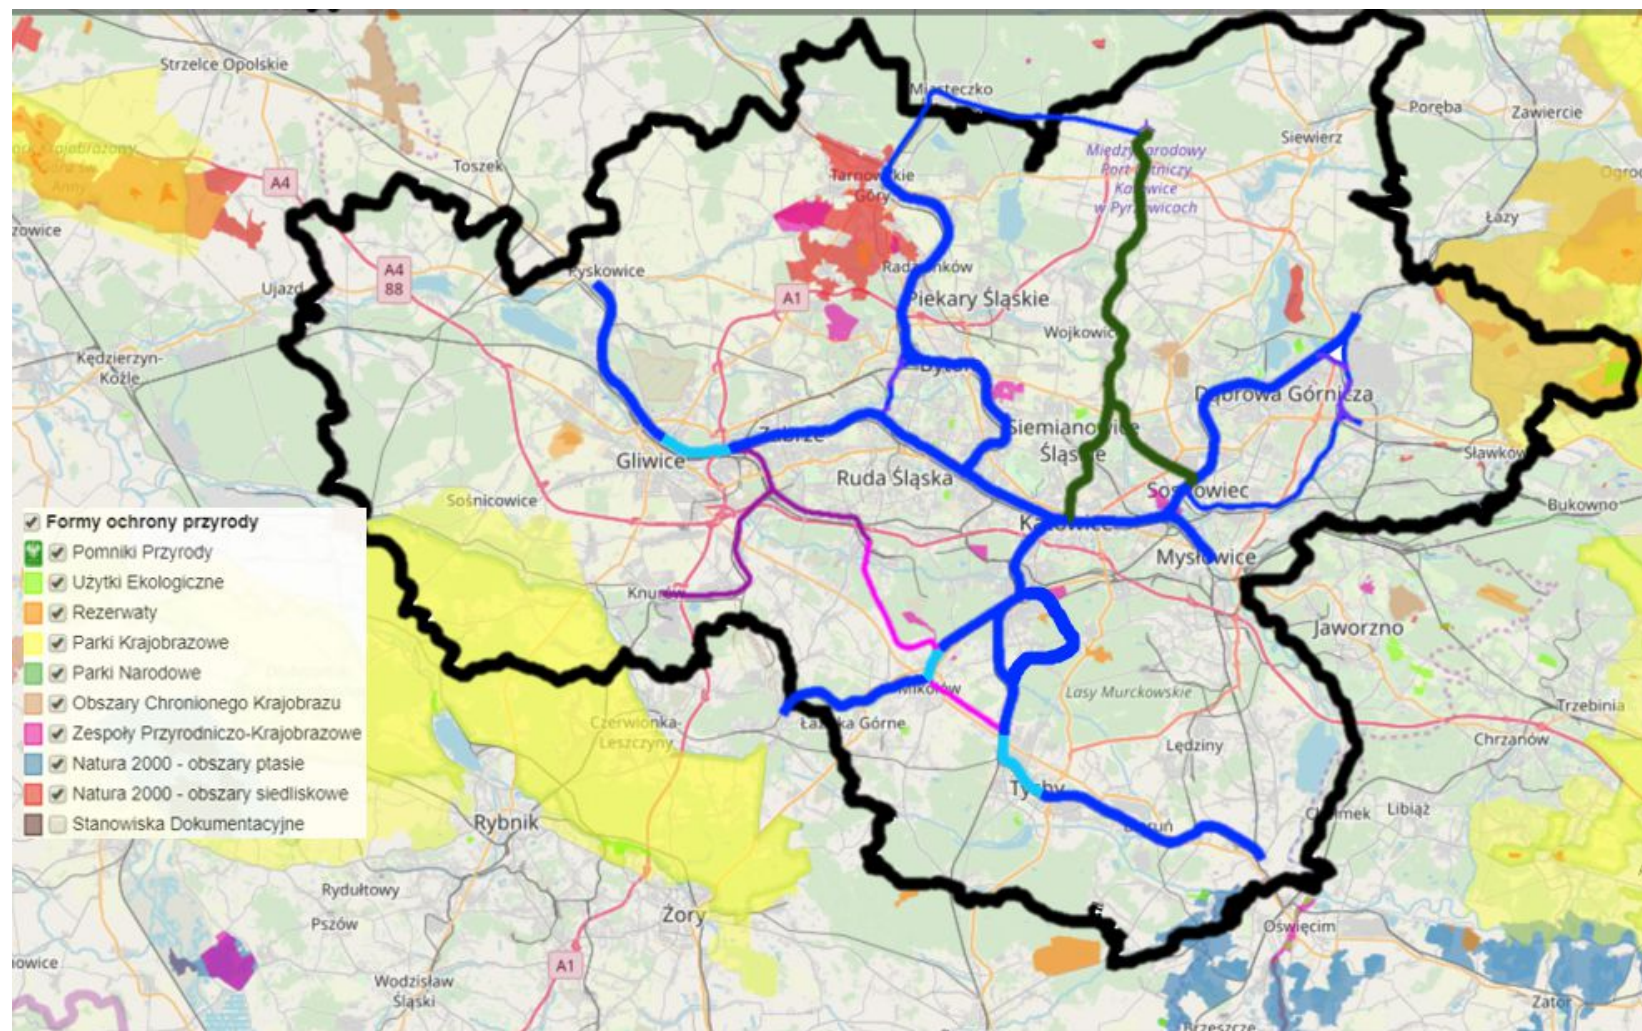 Miasteczko
Strzelce Opolskie
Poręba
Zawiercie
Siewierz
Toszek
A4
Międzynarodowy
Port Lotniczy
Katowice
w Pyrzowicach
Tarnowskie
Góry
Łazy
A4
88
Pyskowice
Radzionków
Ujazd
A1
Piekary Śląskie
Wojkowice
Kędzierzyn-
Koźle
Bytom
Dąbrowa Górnicza
Zabrze
Siemianowice
Śląskie
Gliwice
Sławków
Ruda Śląska
Sosnowiec
Sośnicowice
Bukowno
Katowice
Mysłowice
Formy ochrony przyrody
Pomniki Przyrody
Użytki Ekologiczne
Rezerwaty
Parki Krajobrazowe
Parki Narodowe
Obszary Chronionego Krajobrazu
Zespoły Przyrodniczo-Krajobrazowe
Natura 2000 - obszary ptasie
Natura 2000 - obszary siedliskowe
Stanowiska Dokumentacyjne
Knurów
Jaworzno
Mikołów
Lasy Murckowskie
Trzebinia
Czerwionka-
Leszczyny
Łaziska Górne
Lędziny
Chrzanów
Tychy
Rybnik
Bieruń
Chełmek
Libiąż
Rydułtowy
Pszów
Żory
Oświęcim
A1
Wodzisław
Śląski
Zator
Brzeszcze